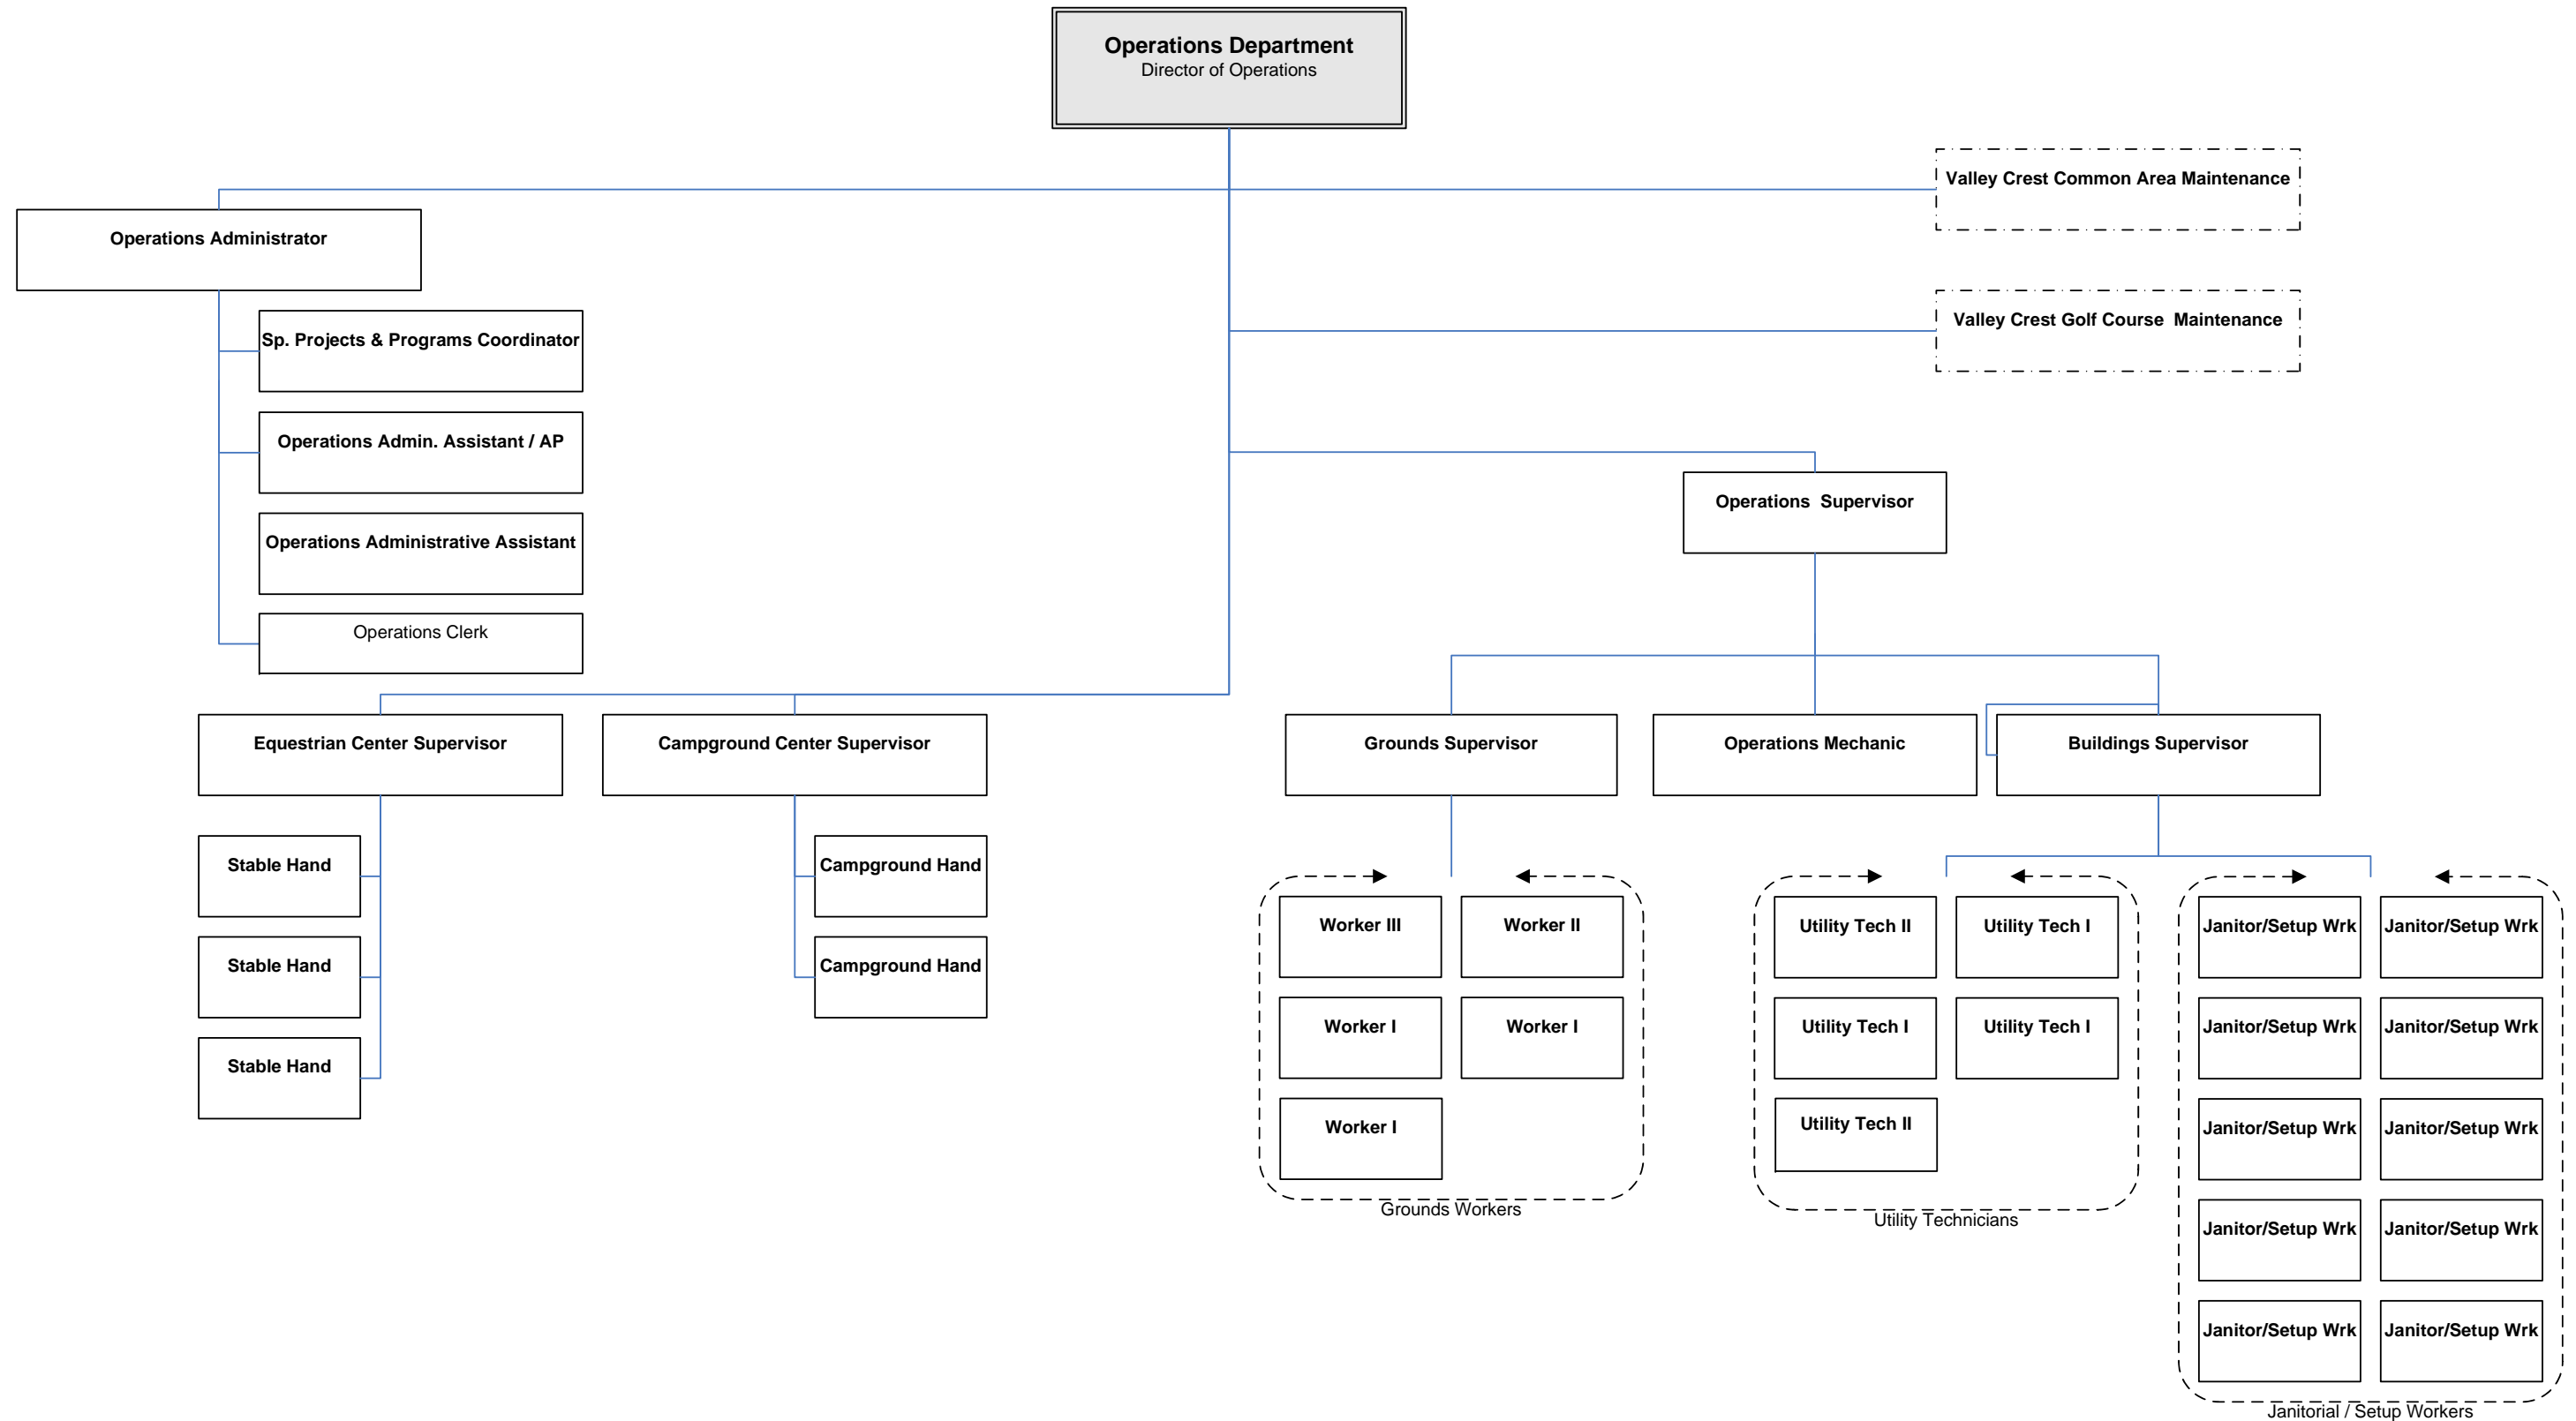 Operations Department
Director of Operations
Valley Crest Common Area Maintenance
Operations Administrator
Valley Crest Golf Course  Maintenance
Sp. Projects & Programs Coordinator
Operations Admin. Assistant / AP
Operations  Supervisor
Operations Administrative Assistant
Operations Clerk
Equestrian Center Supervisor
Campground Center Supervisor
Grounds Supervisor
Operations Mechanic
Buildings Supervisor
Stable Hand
Stable Hand
Stable Hand
Campground Hand
Campground Hand
Worker III
Worker II
Worker I
Worker I
Worker I
Grounds Workers
Utility Tech II
Utility Tech I
Utility Tech I
Utility Tech I
Utility Tech II
Utility Technicians
Janitor/Setup Wrk
Janitor/Setup Wrk
Janitor/Setup Wrk
Janitor/Setup Wrk
Janitor/Setup Wrk
Janitor/Setup Wrk
Janitor/Setup Wrk
Janitor/Setup Wrk
Janitor/Setup Wrk
Janitor/Setup Wrk
Janitorial / Setup Workers